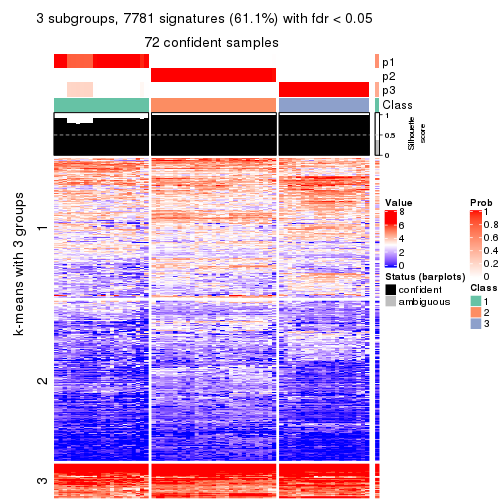 3 subgroups, 7781 signatures (61.1%) with fdr < 0.05
72 confident samples
p1
p2
p3
Class
1
0.5
0
Silhouette
score
k-means with 3 groups
1
2
3
Value
8
6
4
2
0
Status (barplots)
confident
ambiguous
Prob
1
0.8
0.6
0.4
0.2
0
Class
1
2
3